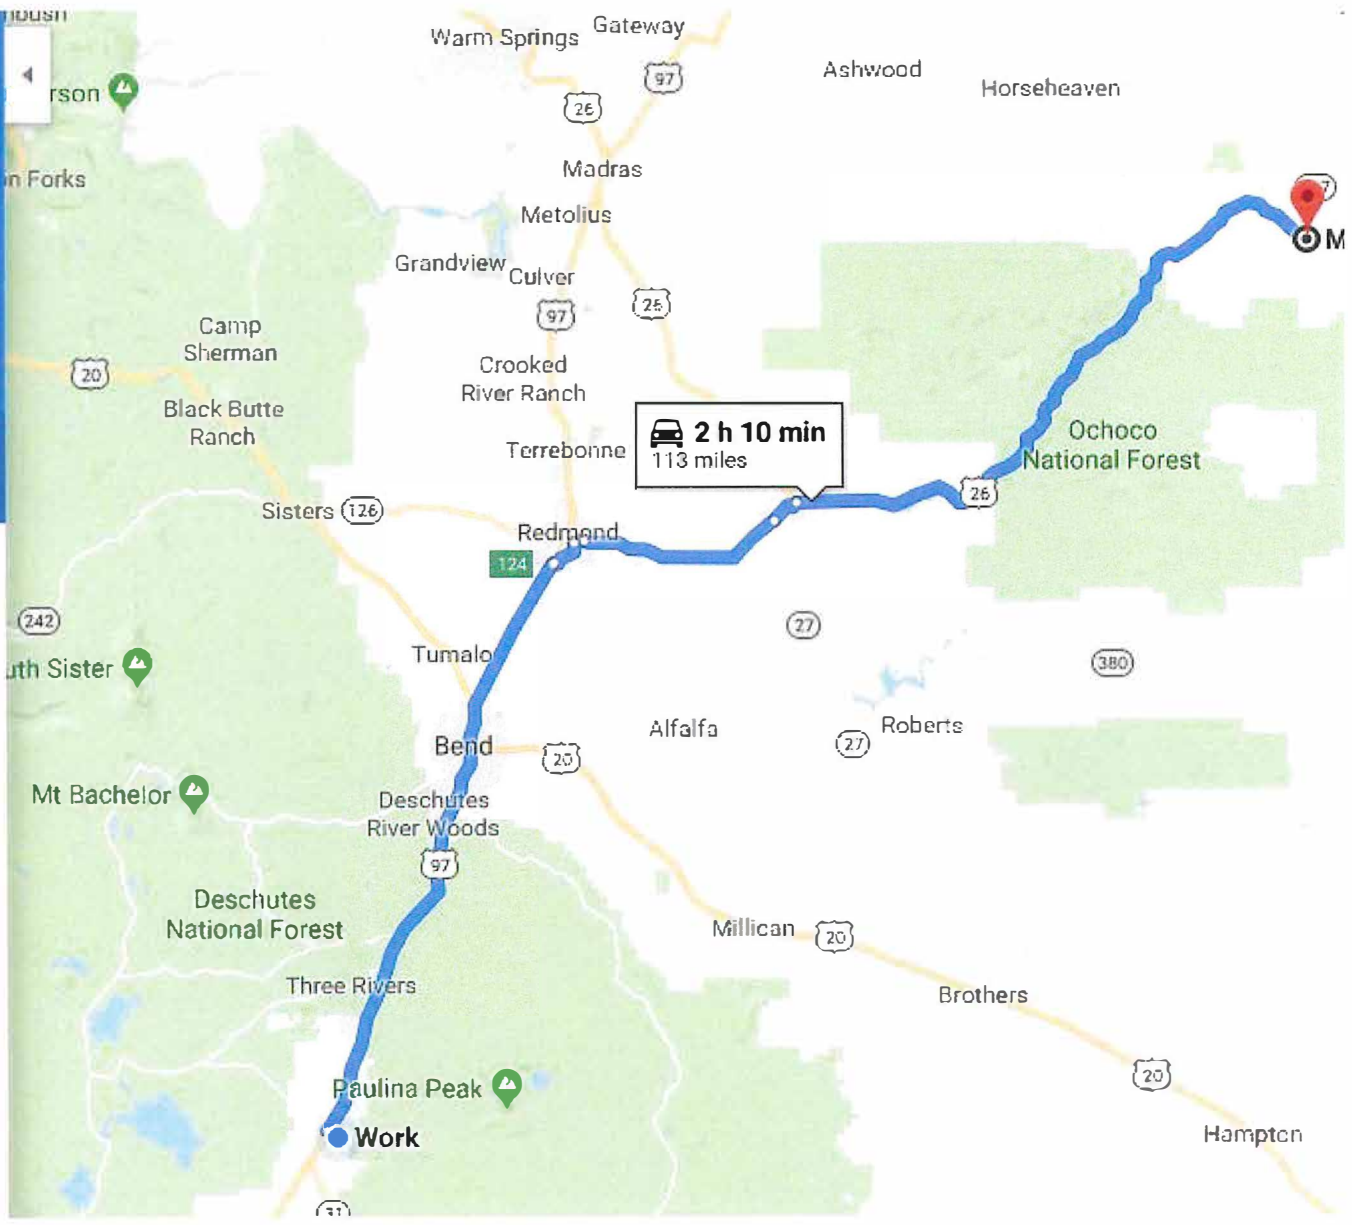 Gateway
Warm Springs
97
Ashwood
Horseheaven
26
rson
Madras
n Forks
7
Metolius
M
Grandview
Culver
97
26
Camp
Sherman
20
Crooked
River Ranch
Black Butte
Ranch
2 h 10 min
113 miles
Ochoco
National Forest
Terrebonne
26
Sisters
126
Redmond
124
242
27
Tumalo
380
uth Sister
Alfalfa
Roberts
27
Bend
20
Mt Bachelor
Deschutes
River Woods
97
Deschutes
National Forest
Millican
20
Three Rivers
Brothers
20
Paulina Peak
Work
Hampton
31